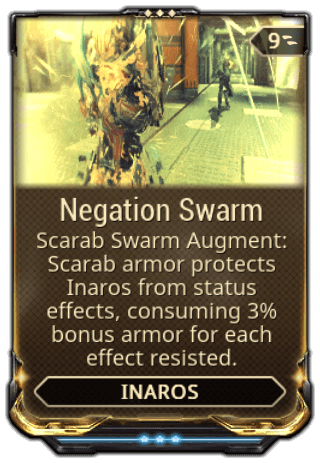 9
Negation Swarm
Scarab Swarm Augment:
Scarab armor protects
Inaros from status
effects, consuming 3%
bonus armor for each
effect resisted.
INAROS